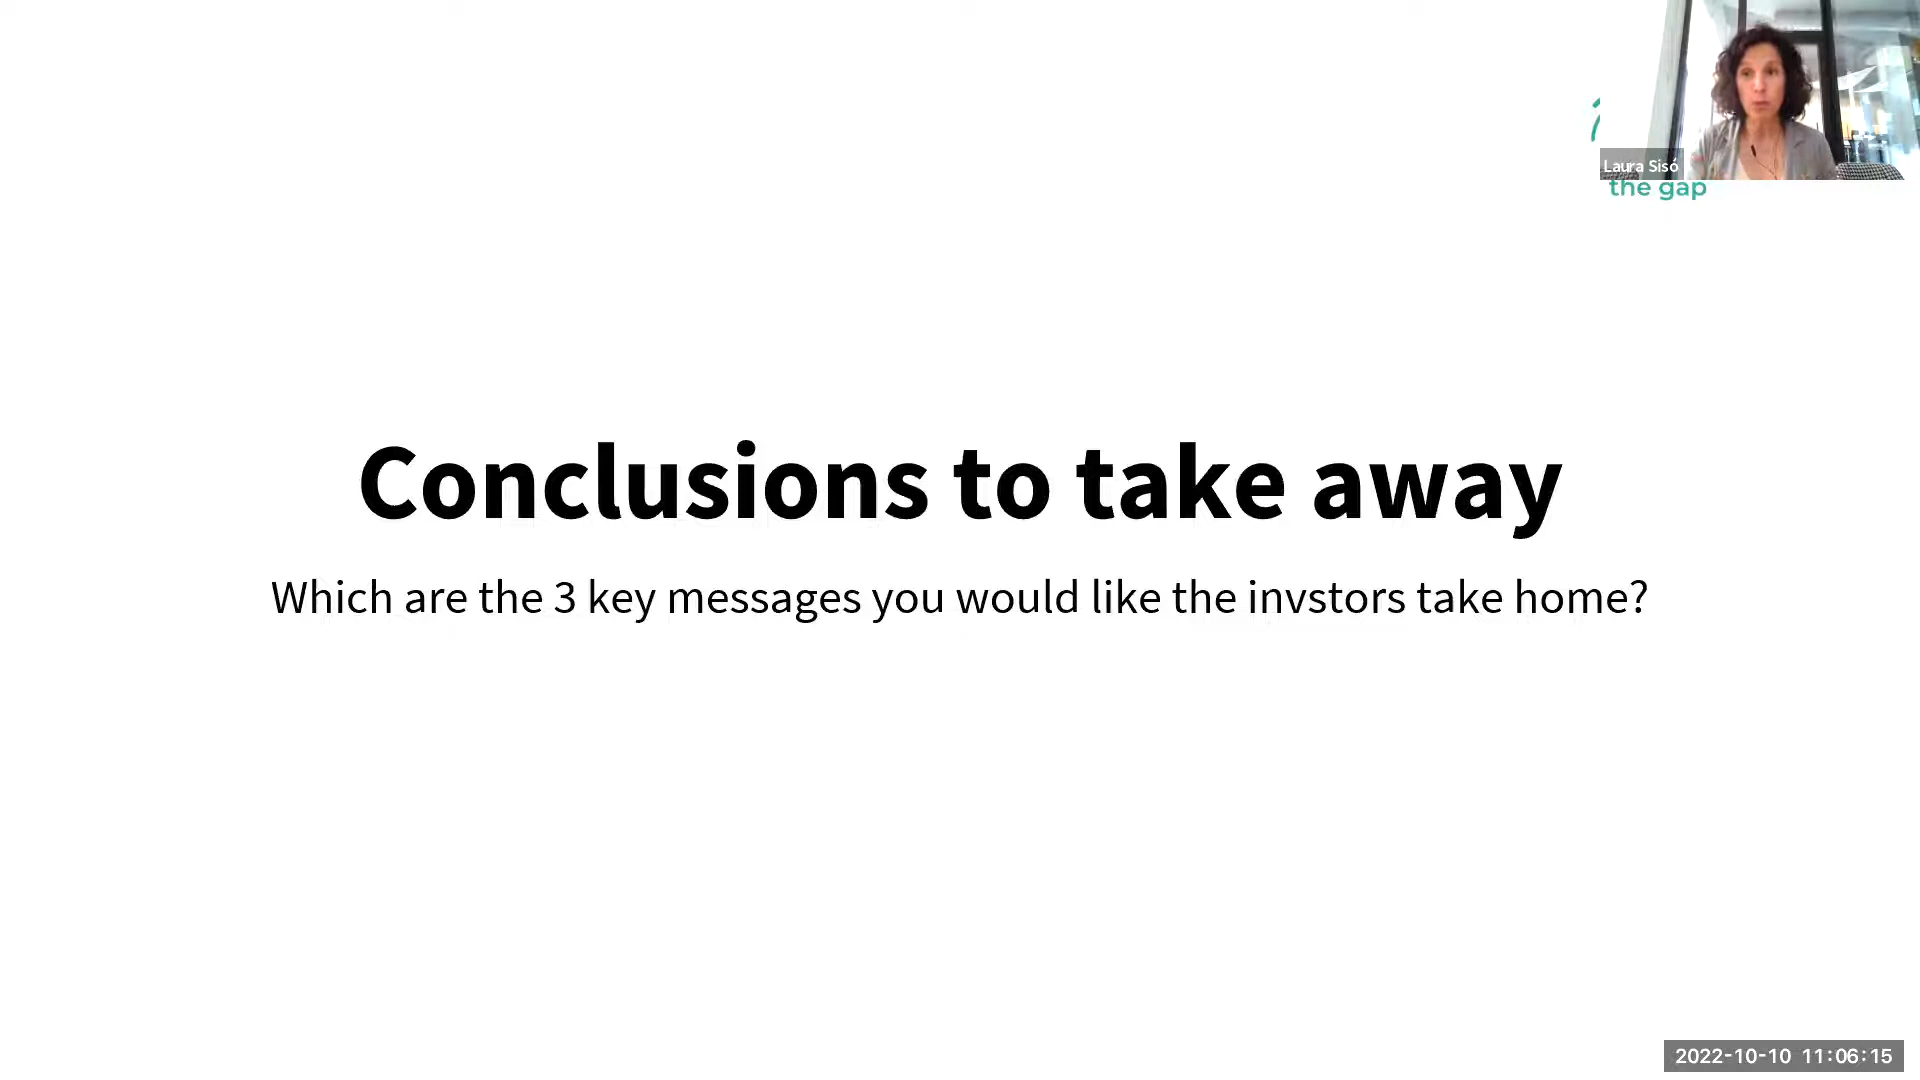 Laura Sisó
the gap
Conclusions to take away
Which are the 3 key messages you would like the invstors take home?
2022-10-10 11:06:15